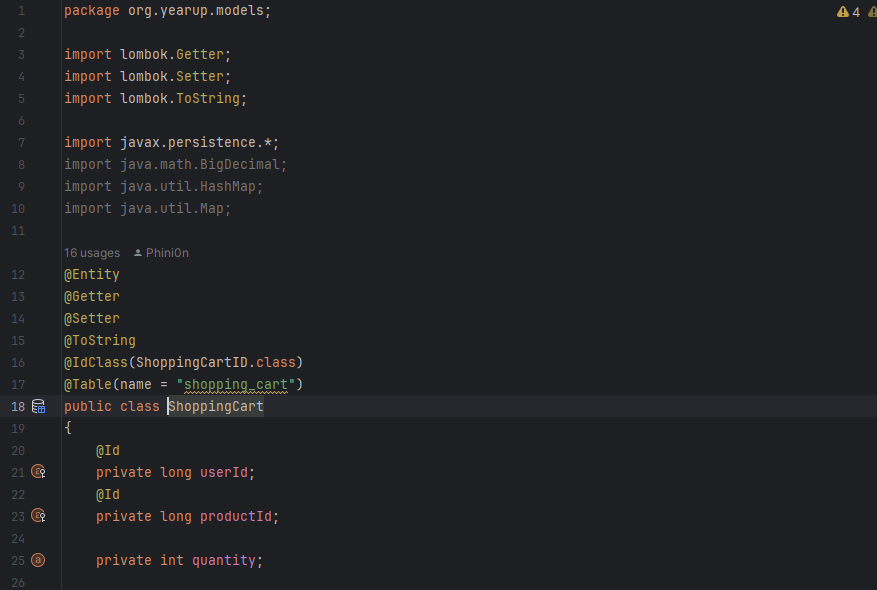 1 package org.yearup.models;
4
2
3 import lombok.Getter;
4 import lombok.Setter;
5 import lombok.ToString;
6
7 import javax.persistence.*;
8 import java.math.BigDecimal;
9 import java.util.HashMap;
10 import java.util.Map;
11
16 usages Phini0n
12 @Entity
13 @Getter
14 @Setter
15 @ToString
16 @IdClass(ShoppingCartID.class)
17 @Table(name = "shopping_cart")
18 public class ShoppingCart
19 {
20 @Id
21 private long userId;
22 @Id
23 private long productId;
24
25 private int quantity;
26